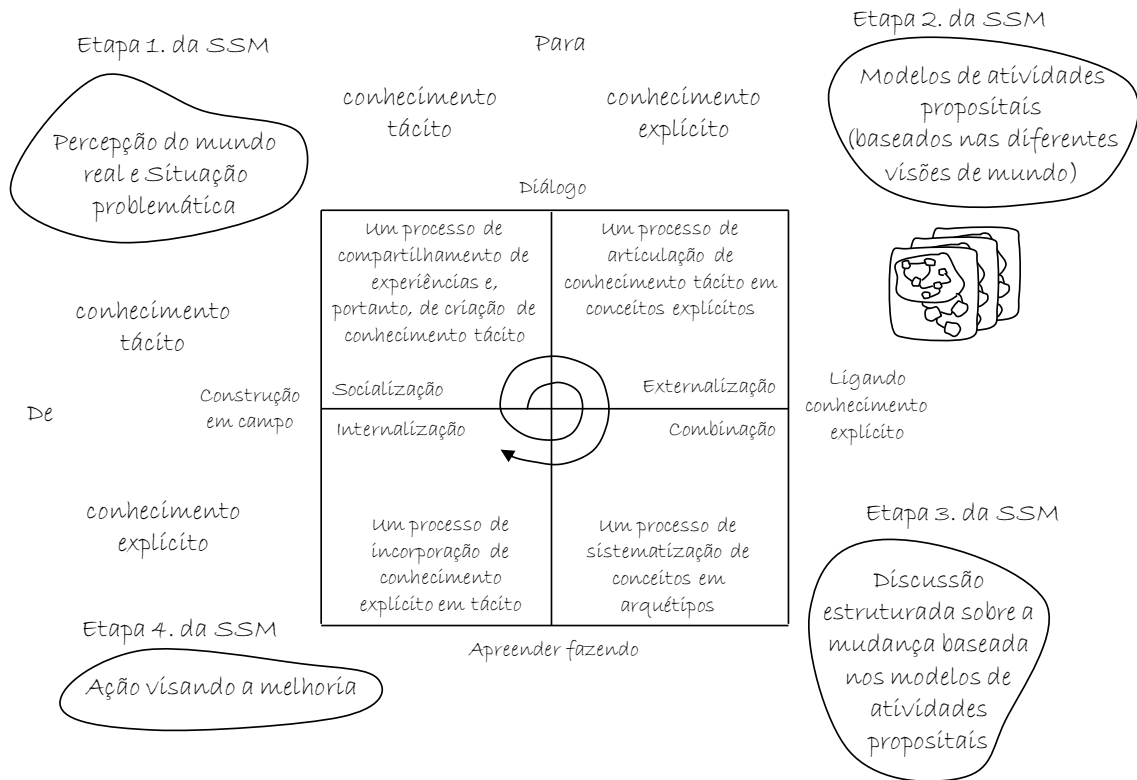 Etapa 1. da SSM
Para
Etapa 2. da SSM
Percepção do mundo
real e Situação
problemática
conhecimento
tácito
conhecimento
explícito
Modelos de atividades
propositais
(baseados nas diferentes
visões de mundo)
Diálogo
Um processo de
compartilhamento de
experiências e,
portanto, de criação de
conhecimento tácito
Socialização
Um processo de
articulação de
conhecimento tácito em
conceitos explícitos
Externalização
conhecimento
tácito
De
Construção
em campo
Ligando
conhecimento
explícito
Internalização
Um processo de
incorporação de
conhecimento
explícito em tácito
Combinação
Um processo de
sistematização de
conceitos em
arquétipos
conhecimento
explícito
Apreender fazendo
Etapa 3. da SSM
Discussão
estruturada sobre a
mudança baseada
nos modelos de
atividades
propositais
Etapa 4. da SSM
Ação visando a melhoria